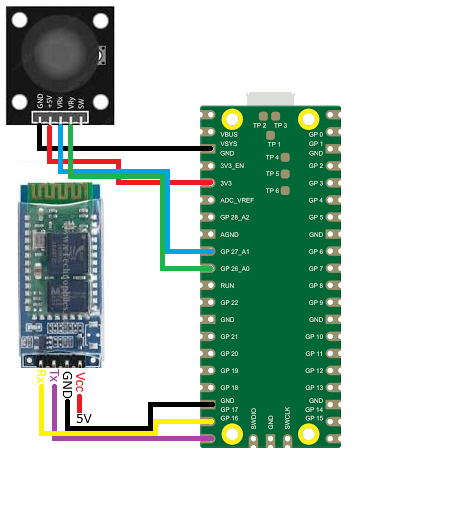 GND
+5V
VRx
VRy
SW
TP 2
TP 3
TP 1
TP 4
TP 5
TP 6
VBUS
VSYS
GND
3V3_EN
3V3
ADC_VREF
GP 28_A2
AGND
GP 27_A1
GP 26_A0
RUN
GP 22
GND
GP 21
GP 20
GP 19
GP 18
GND
GP 17
GP 16
GP 0
GP 1
GND
GP 2
GP 3
GP 4
GP 5
GND
GP 6
GP 7
GP 8
GP 9
GND
GP 10
GP 11
GP 12
GP 13
GND
GP 14
GP 15
SWDIO
GND
SWCLK
Rx
Tx
GND
Vcc
5V